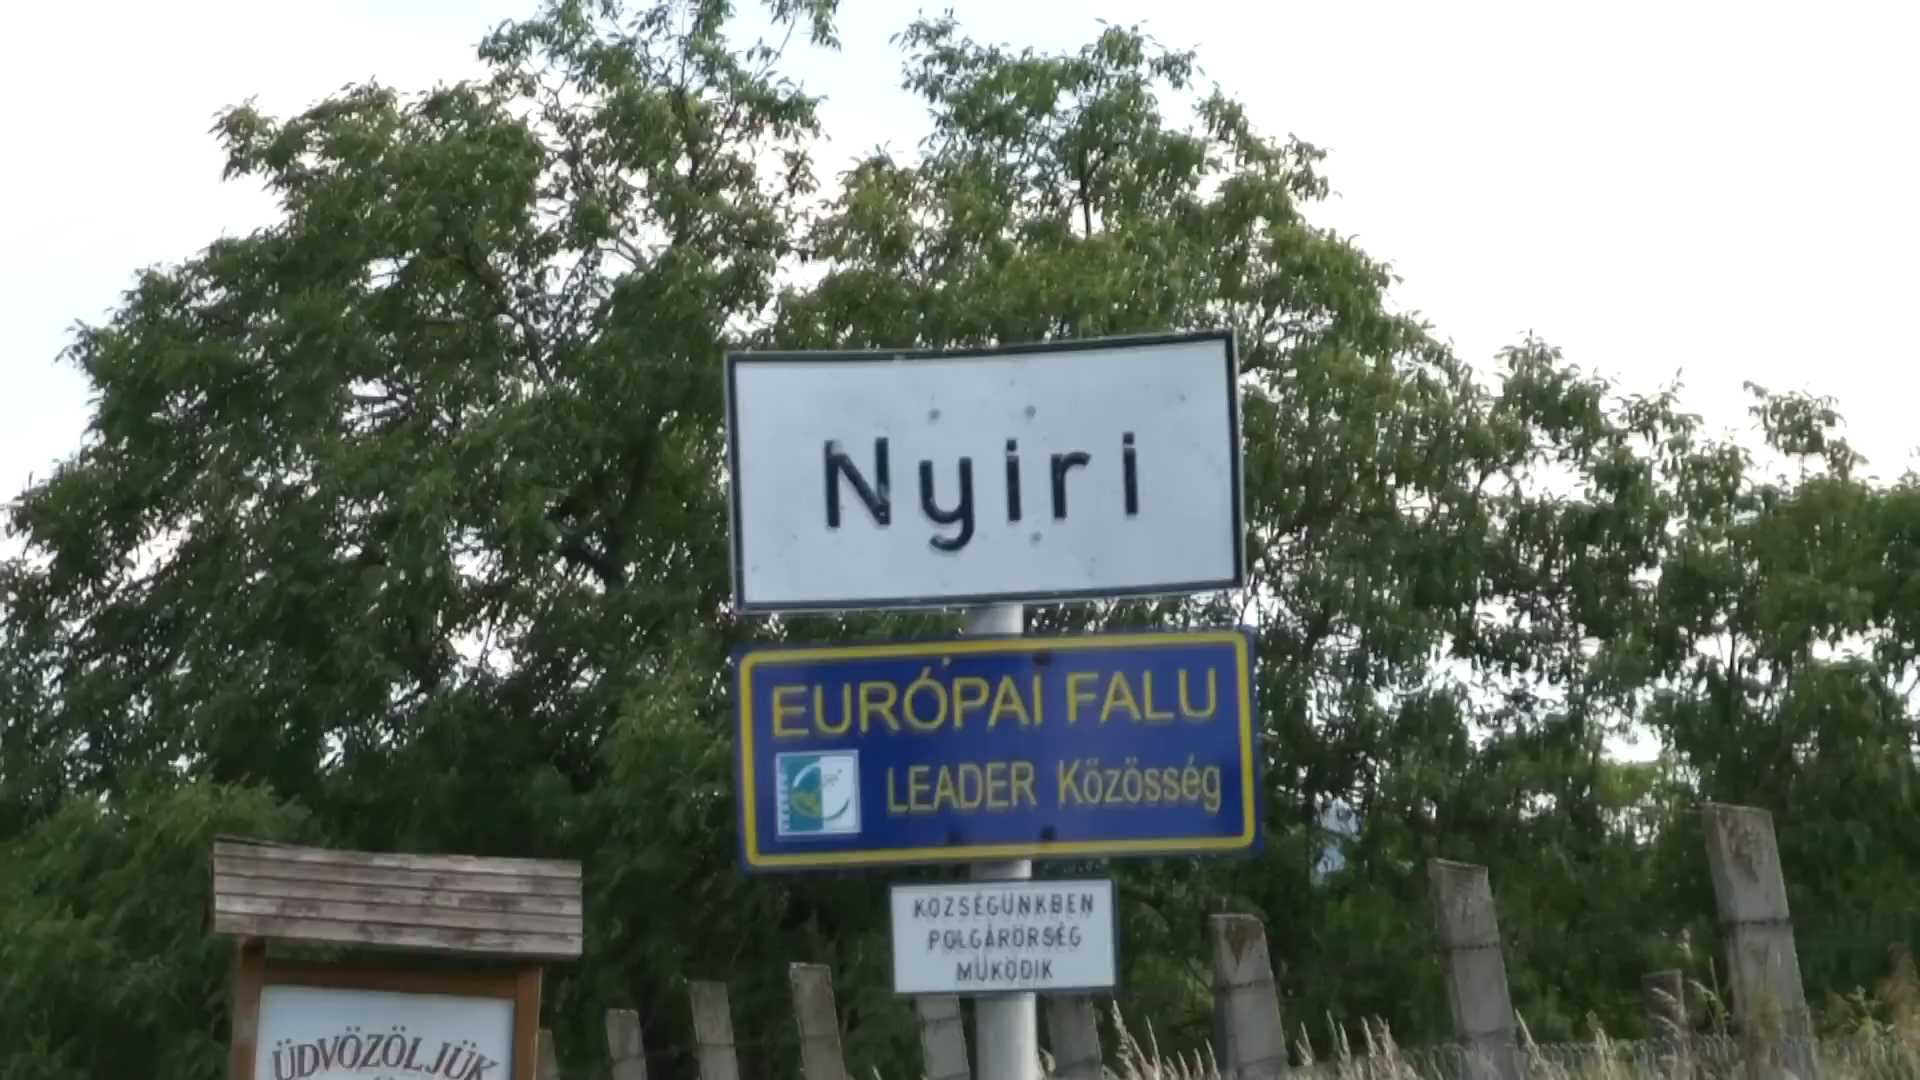 Nyiri
EURÓPAI FALU
LEADER Közösség
KÖZSÉGÜNKBEN
POLGÁRŐRSÉG
MŰKÖDIK
ÜDVÖZÖLJÜK